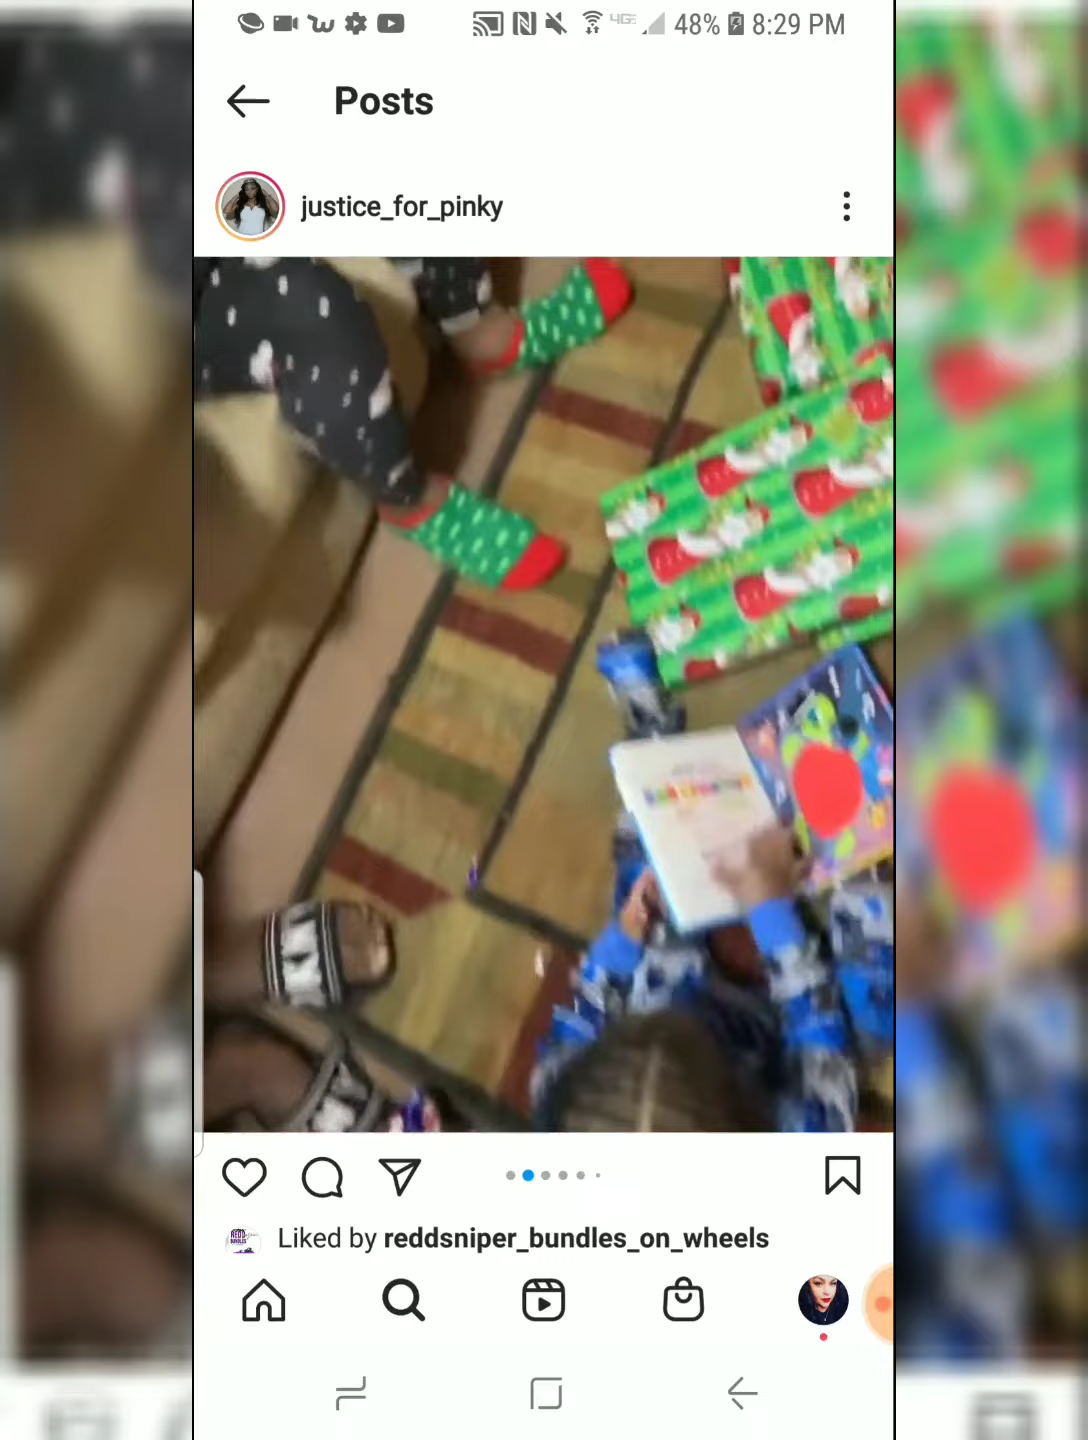 48% 8:29 PM
Posts
justice_for_pinky
Liked by reddsniper_bundles_on_wheels